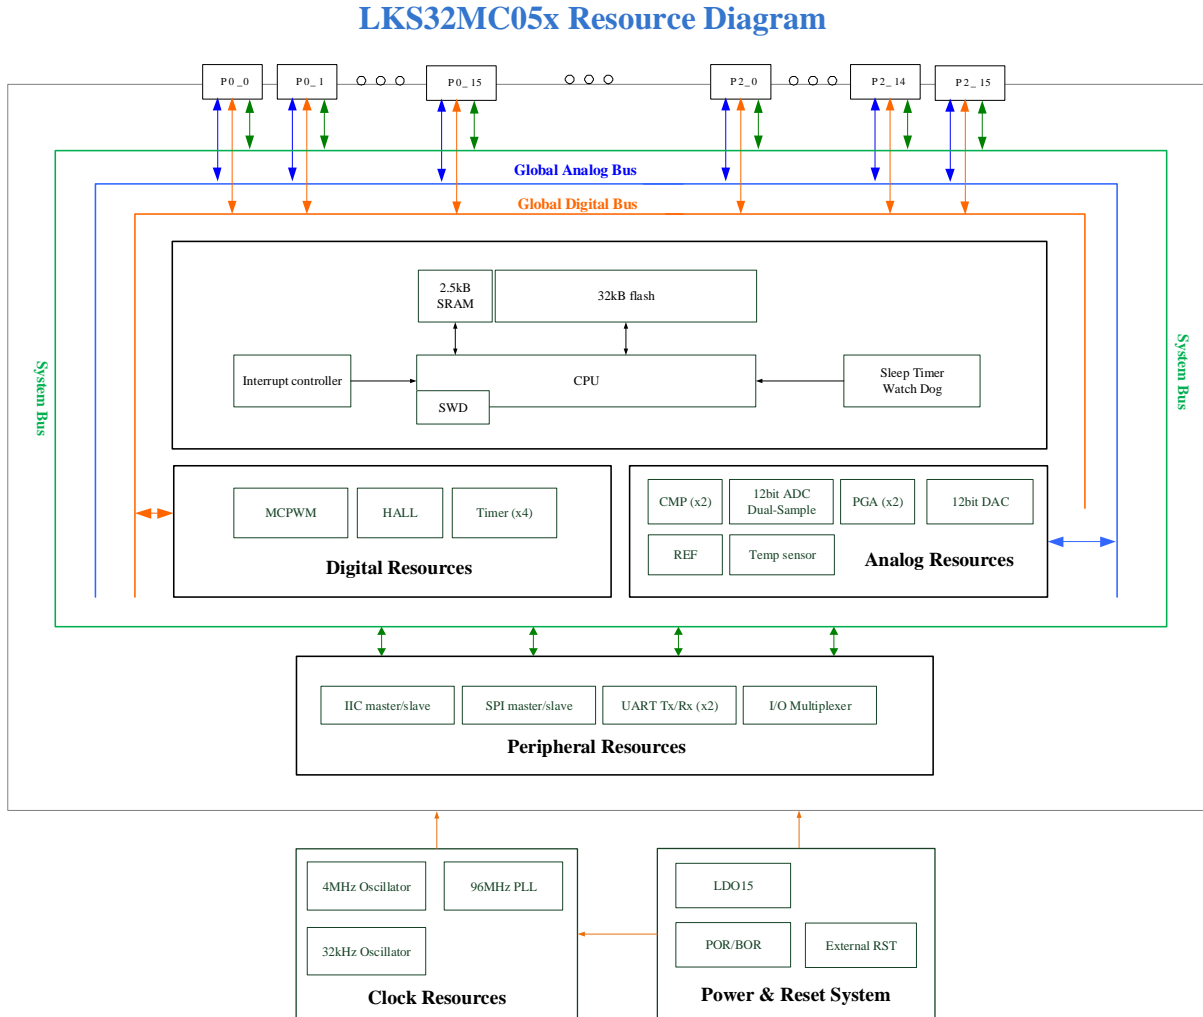 LKS32MC05x Resource Diagram
P0_0
P0_1
P0_15
P2_0
P2_14
P2_15
Global Analog Bus
Global Digital Bus
2.5kB
SRAM
32kB flash
System Bus
System Bus
Interrupt controller
CPU
Sleep Timer
Watch Dog
SWD
MCPWM
HALL
Timer (x4)
Digital Resources
CMP (x2)
12bit ADC
Dual-Sample
PGA (x2)
12bit DAC
REF
Temp sensor
Analog Resources
IIC master/slave
SPI master/slave
UART Tx/Rx (x2)
I/O Multiplexer
Peripheral Resources
4MHz Oscillator
96MHz PLL
32kHz Oscillator
Clock Resources
LDO15
POR/BOR
External RST
Power & Reset System